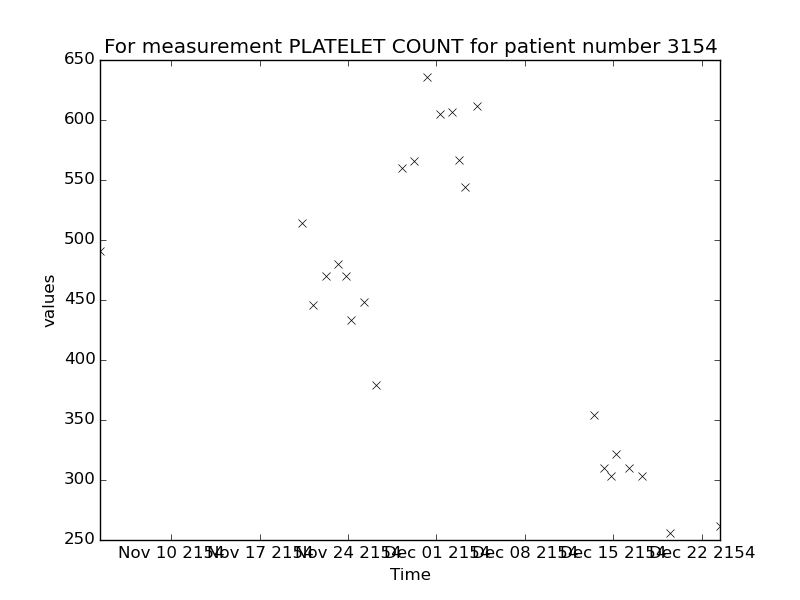 For measurement PLATELET COUNT for patient number 3154
650
600
550
500
450
400
350
300
250
values
Nov 10 2154 Nov 17 2154 Nov 24 2154 Dec 01 2154 Dec 08 2154 Dec 15 2154 Dec 22 2154
Time